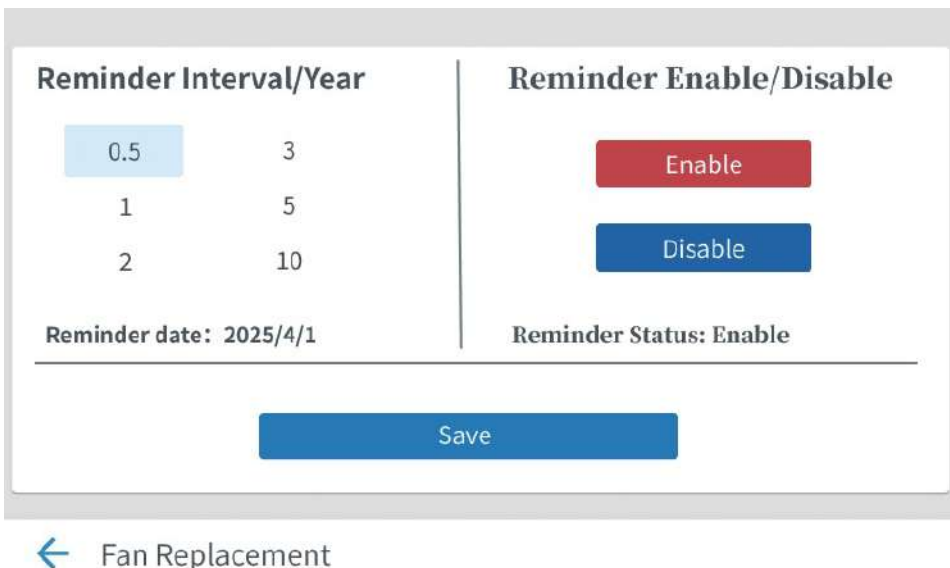 Reminder Interval/Year
0.5 3
1 5
2 10
Reminder date: 2025/4/1
Reminder Enable/Disable
Enable
Disable
Reminder Status: Enable
Save
Fan Replacement